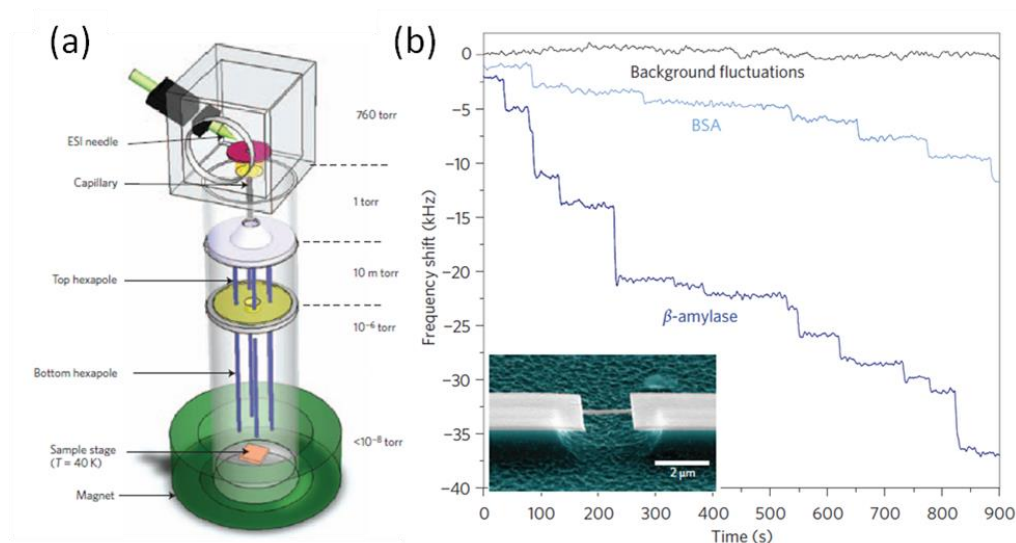 (a)
ESI needle
Capillary
Top hexapole
Bottom hexapole
Sample stage
(T = 40 K)
Magnet
760 torr
1 torr
10 m torr
10⁻⁶ torr
<10⁻⁸ torr
(b)
Frequency shift (kHz)
0
−5
−10
−15
−20
−25
−30
−35
−40
Background fluctuations
BSA
β-amylase
2 μm
0 100 200 300 400 500 600 700 800 900
Time (s)